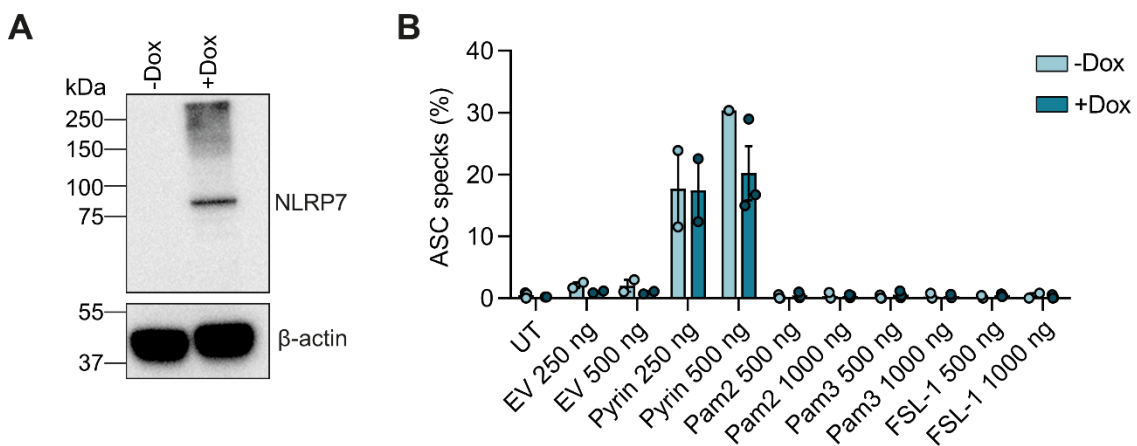 A
-Dox
+Dox
kDa
250
150
100
75
NLRP7
55
37
β-actin
B
ASC specks (%)
40
30
20
10
0
-Dox
+Dox
UT
EV 250 ng
EV 500 ng
Pyrin 250 ng
Pyrin 500 ng
Pam2 500 ng
Pam2 1000 ng
Pam3 500 ng
Pam3 1000 ng
FSL-1 500 ng
FSL-1 1000 ng